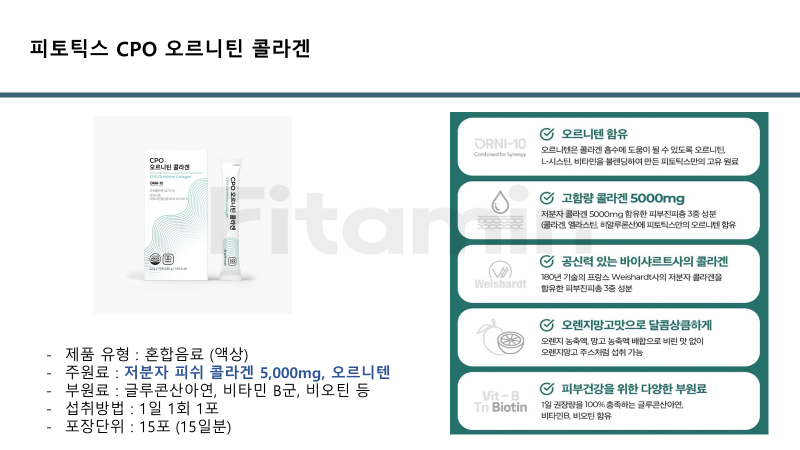 피토틱스 CPO 오르니틴 콜라겐
CPO
오르니틴 콜라겐
CPO Ornithine Collagen
ORNI-10
CPO 오르니틴 콜라겐
Fitamin
- 제품 유형 : 혼합음료 (액상)
- 주원료 : 저분자 피쉬 콜라겐 5,000mg, 오르니텐
- 부원료 : 글루콘산아연, 비타민 B군, 비오틴 등
- 섭취방법 : 1일 1회 1포
- 포장단위 : 15포 (15일분)
ORNI-10
Combined for Synergy
오르니텐 함유
오르니텐은 콜라겐 흡수에 도움이 될 수 있도록 오르니틴,
L-시스틴, 비타민을 블렌딩하여 만든 피토틱스만의 고유 원료
고함량 콜라겐 5000mg
저분자 콜라겐 5000mg 함유한 피부진피층 3중 성분
(콜라겐, 엘라스틴, 히알루론산)에 피토틱스만의 오르니텐 함유
Weishardt
공신력 있는 바이샤르트사의 콜라겐
180년 기술의 프랑스 Weishardt사의 저분자 콜라겐을
함유한 피부진피층 3중 성분
오렌지망고맛으로 달콤상큼하게
오렌지 농축액, 망고 농축액 배합으로 비린 맛 없이
오렌지망고 주스처럼 섭취 가능
Vit - B
Zn Biotin
피부건강을 위한 다양한 부원료
1일 권장량을 100% 충족하는 글루콘산아연,
비타민B, 비오틴 함유